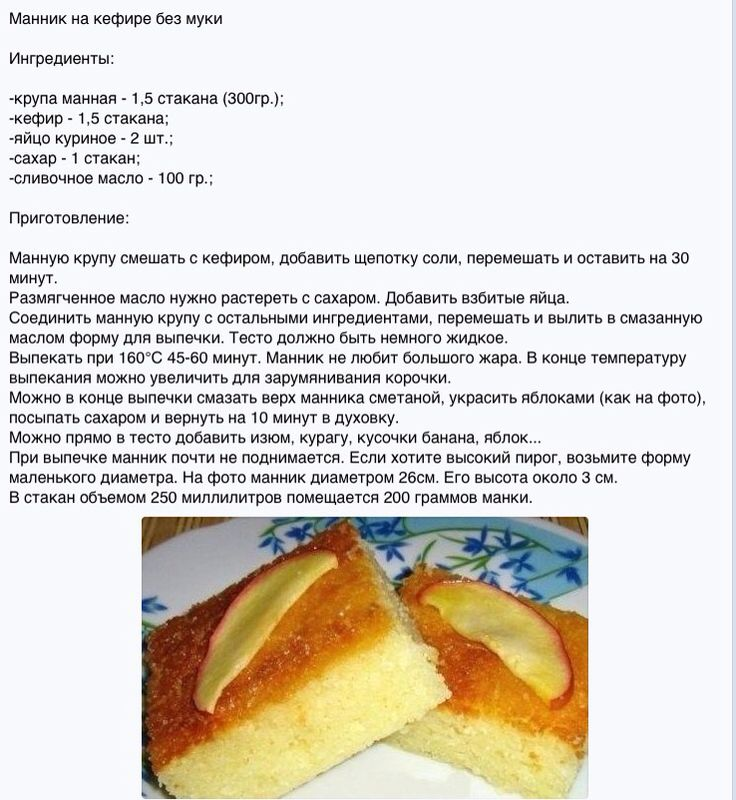 Манник на кефире без муки
Ингредиенты:
-крупа манная - 1,5 стакана (300гр.);
-кефир - 1,5 стакана;
-яйцо куриное - 2 шт.;
-сахар - 1 стакан;
-сливочное масло - 100 гр.;
Приготовление:
Манную крупу смешать с кефиром, добавить щепотку соли, перемешать и оставить на 30
минут.
Размягченное масло нужно растереть с сахаром. Добавить взбитые яйца.
Соединить манную крупу с остальными ингредиентами, перемешать и вылить в смазанную
маслом форму для выпечки. Тесто должно быть немного жидкое.
Выпекать при 160°С 45-60 минут. Манник не любит большого жара. В конце температуру
выпекания можно увеличить для зарумянивания корочки.
Можно в конце выпечки смазать верх манника сметаной, украсить яблоками (как на фото),
посыпать сахаром и вернуть на 10 минут в духовку.
Можно прямо в тесто добавить изюм, курагу, кусочки банана, яблок...
При выпечке манник почти не поднимается. Если хотите высокий пирог, возьмите форму
маленького диаметра. На фото манник диаметром 26см. Его высота около 3 см.
В стакан объемом 250 миллилитров помещается 200 граммов манки.